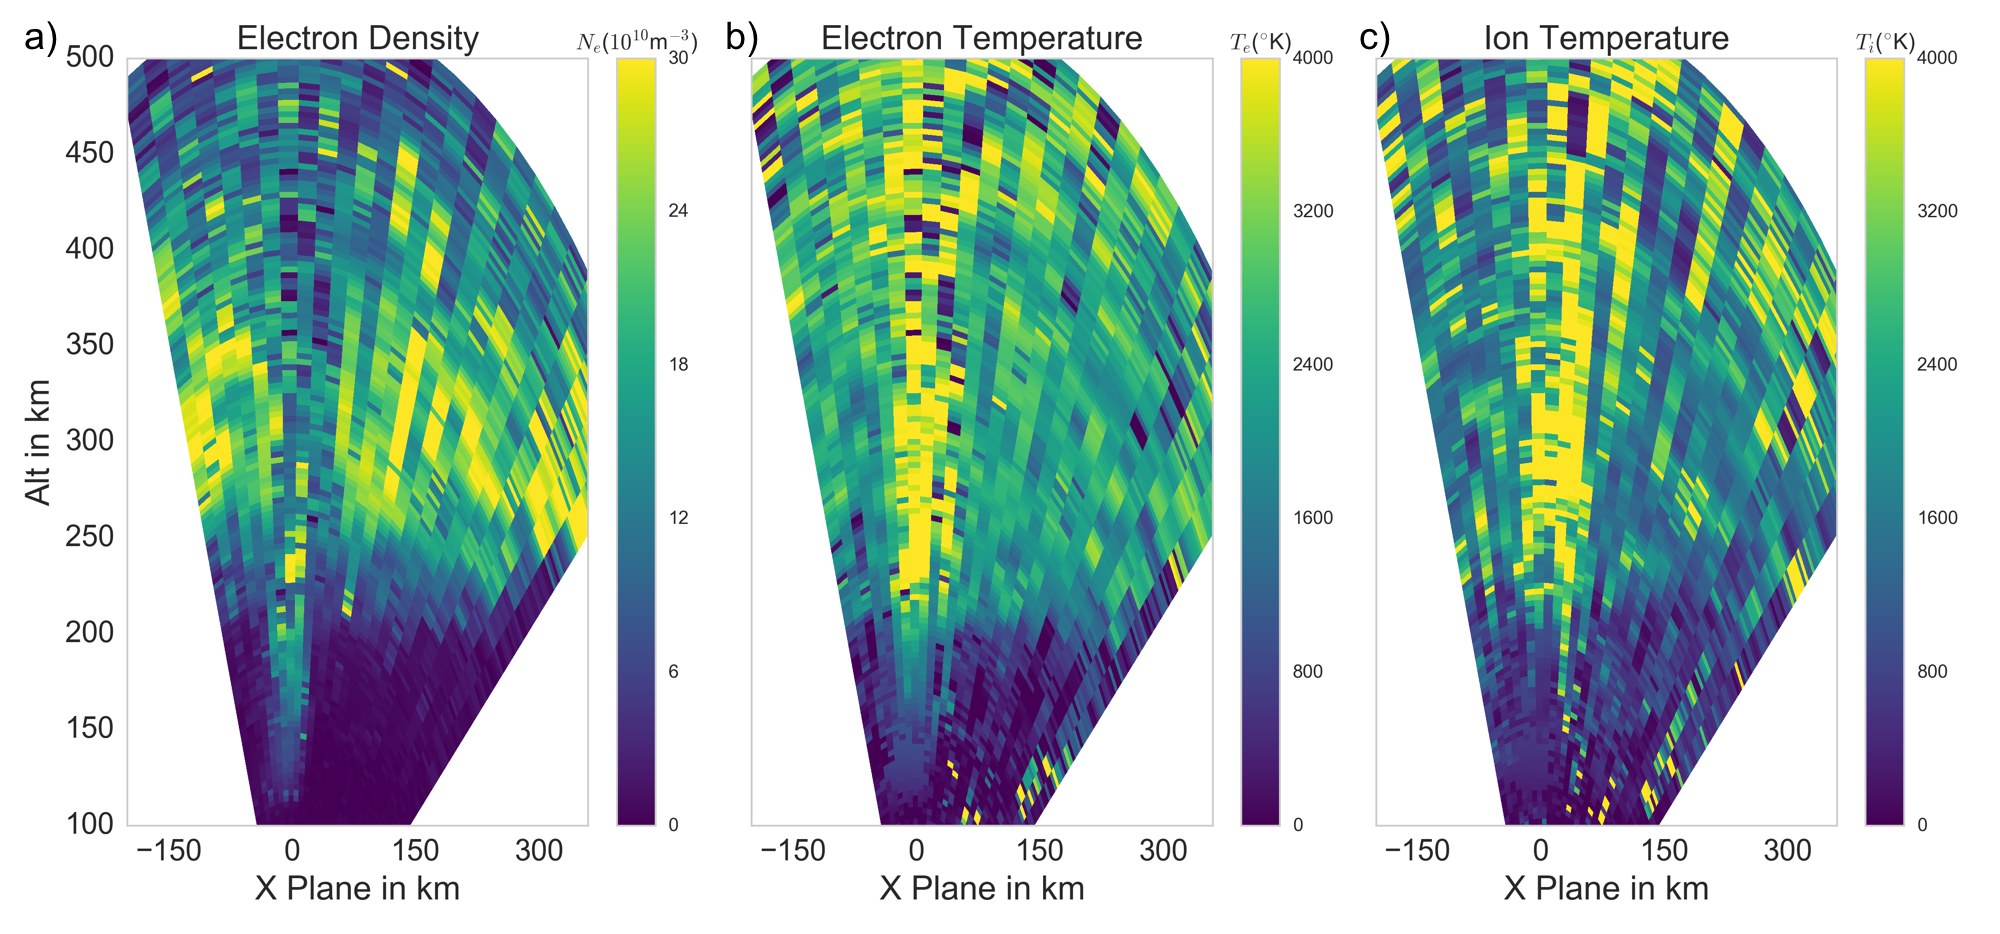 a) Electron Density N_e(10^10m^−3)
b) Electron Temperature T_e(°K)
c) Ion Temperature T_i(°K)
500
450
400
350
300
250
200
150
100
Alt in km
30
24
18
12
6
0
4000
3200
2400
1600
800
0
4000
3200
2400
1600
800
0
−150 0 150 300
−150 0 150 300
−150 0 150 300
X Plane in km
X Plane in km
X Plane in km